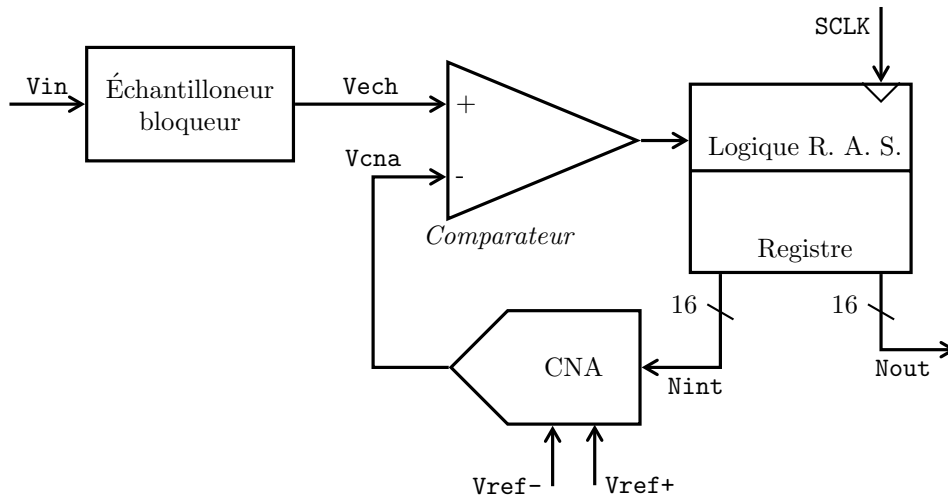 SCLK
Vin
Échantilloneur
bloqueur
Vech
+
Vcna
-
Comparateur
Logique R. A. S.
Registre
16
16
CNA
Nint
Nout
Vref-
Vref+